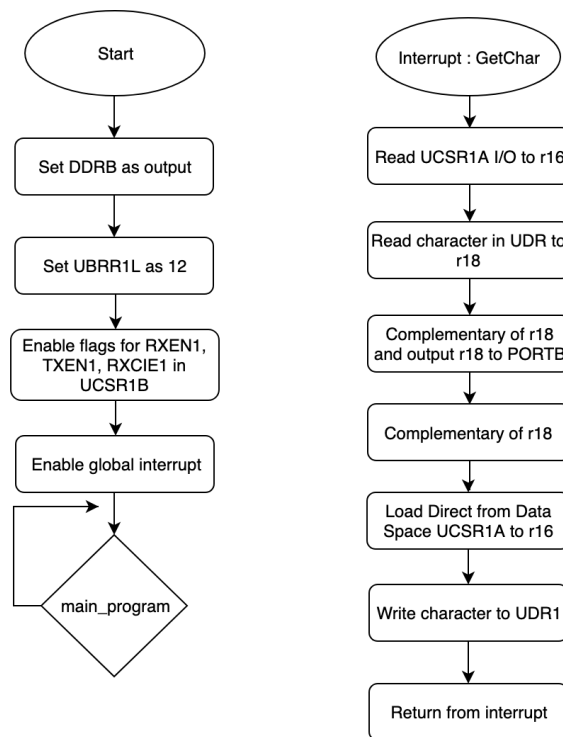 Start
Set DDRB as output
Set UBRR1L as 12
Enable flags for RXEN1,
TXEN1, RXCIE1 in
UCSR1B
Enable global interrupt
main_program
Interrupt : GetChar
Read UCSR1A I/O to r16
Read character in UDR to
r18
Complementary of r18
and output r18 to PORTB
Complementary of r18
Load Direct from Data
Space UCSR1A to r16
Write character to UDR1
Return from interrupt